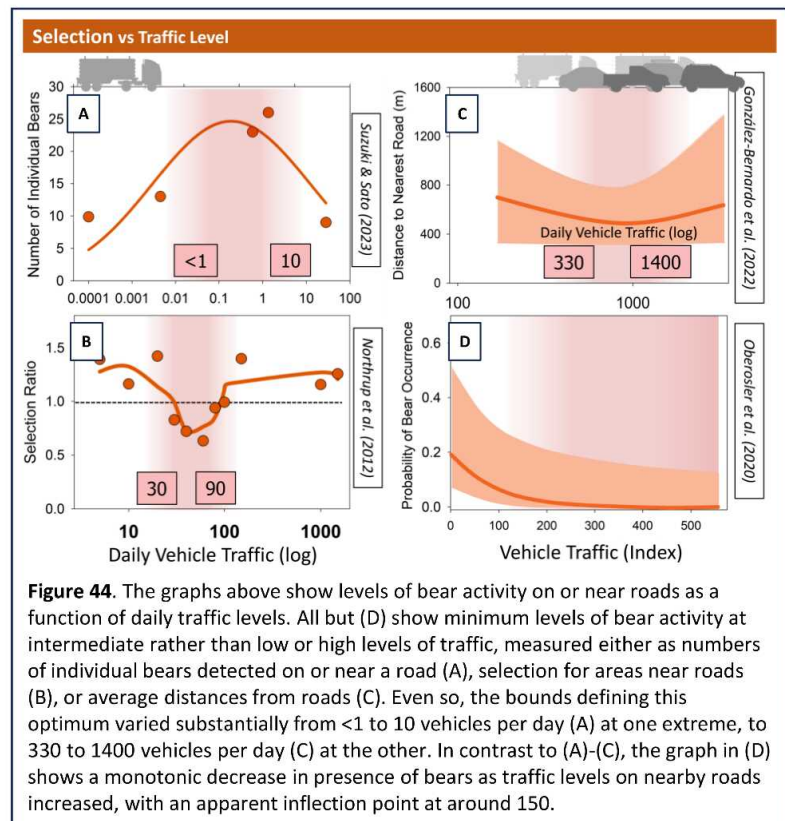 Selection vs Traffic Level
A
Number of Individual Bears
30
25
20
15
10
5
0
<1
10
0.0001 0.001 0.01 0.1 1 10 100
Suzuki & Sato (2023)
B
Selection Ratio
1.5
1.0
0.5
0.0
30
90
10 100 1000
Daily Vehicle Traffic (log)
Northrup et al. (2012)
C
Distance to Nearest Road (m)
1600
1200
800
400
0
Daily Vehicle Traffic (log)
330
1400
100 1000
González-Bernardo et al. (2022)
D
Probability of Bear Occurrence
0.6
0.4
0.2
0.0
0 100 200 300 400 500
Vehicle Traffic (Index)
Oberosler et al. (2020)
Figure 44. The graphs above show levels of bear activity on or near roads as a
function of daily traffic levels. All but (D) show minimum levels of bear activity at
intermediate rather than low or high levels of traffic, measured either as numbers
of individual bears detected on or near a road (A), selection for areas near roads
(B), or average distances from roads (C). Even so, the bounds defining this
optimum varied substantially from <1 to 10 vehicles per day (A) at one extreme, to
330 to 1400 vehicles per day (C) at the other. In contrast to (A)-(C), the graph in (D)
shows a monotonic decrease in presence of bears as traffic levels on nearby roads
increased, with an apparent inflection point at around 150.